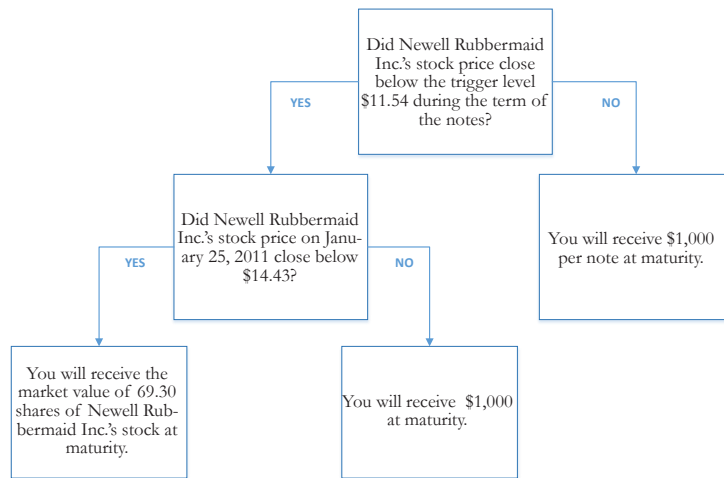 Did Newell Rubbermaid
Inc.'s stock price close
below the trigger level
$11.54 during the term of
the notes?
YES
NO
Did Newell Rubbermaid
Inc.'s stock price on Janu-
ary 25, 2011 close below
$14.43?
You will receive $1,000
per note at maturity.
YES
NO
You will receive the
market value of 69.30
shares of Newell Rub-
bermaid Inc.'s stock at
maturity.
You will receive $1,000
at maturity.